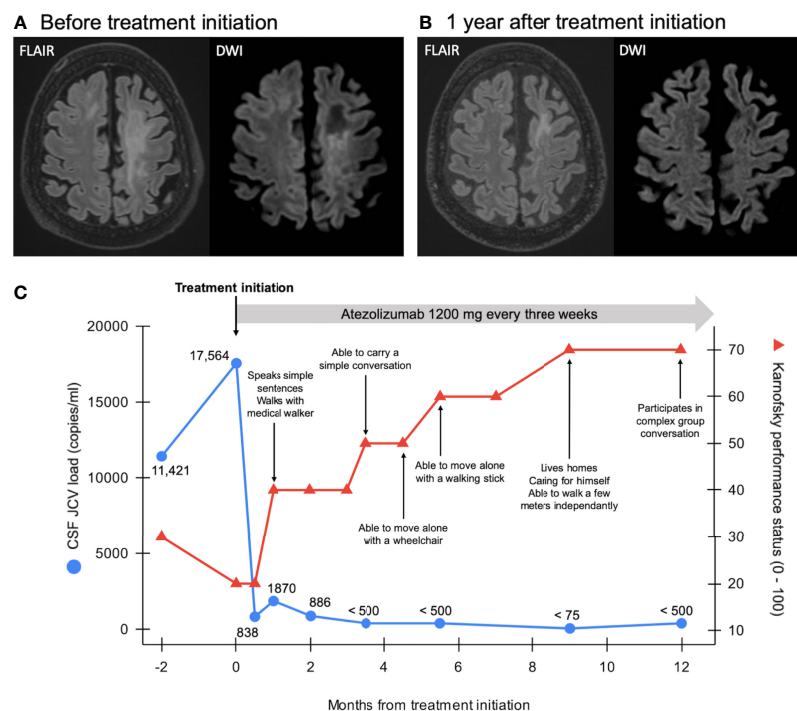 A Before treatment initiation
B 1 year after treatment initiation
FLAIR
DWI
FLAIR
DWI
C
Treatment initiation
Atezolizumab 1200 mg every three weeks
20000
15000
10000
5000
0
CSF JCV load (copies/ml)
11,421
17,564
838
1870
886
< 500
< 500
< 75
< 500
Speaks simple
sentences
Walks with
medical walker
Able to carry a
simple conversation
Able to move alone
with a wheelchair
Able to move alone
with a walking stick
Lives homes
Caring for himself
Able to walk a few
meters independantly
Participates in
complex group
conversation
70
60
50
40
30
20
10
Karnofsky performance status (0 - 100)
-2
0
2
4
6
8
10
12
Months from treatment initiation